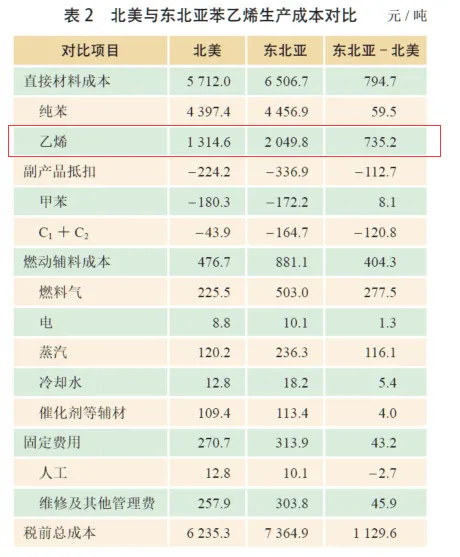 表 2 北美与东北亚苯乙烯生产成本对比 元 / 吨
对比项目 北美 东北亚 东北亚－北美
直接材料成本 5 712.0 6 506.7 794.7
纯苯 4 397.4 4 456.9 59.5
乙烯 1 314.6 2 049.8 735.2
副产品抵扣 −224.2 −336.9 −112.7
甲苯 −180.3 −172.2 8.1
C₁ + C₂ −43.9 −164.7 −120.8
燃动辅料成本 476.7 881.1 404.3
燃料气 225.5 503.0 277.5
电 8.8 10.1 1.3
蒸汽 120.2 236.3 116.1
冷却水 12.8 18.2 5.4
催化剂等辅材 109.4 113.4 4.0
固定费用 270.7 313.9 43.2
人工 12.8 10.1 −2.7
维修及其他管理费 257.9 303.8 45.9
税前总成本 6 235.3 7 364.9 1 129.6